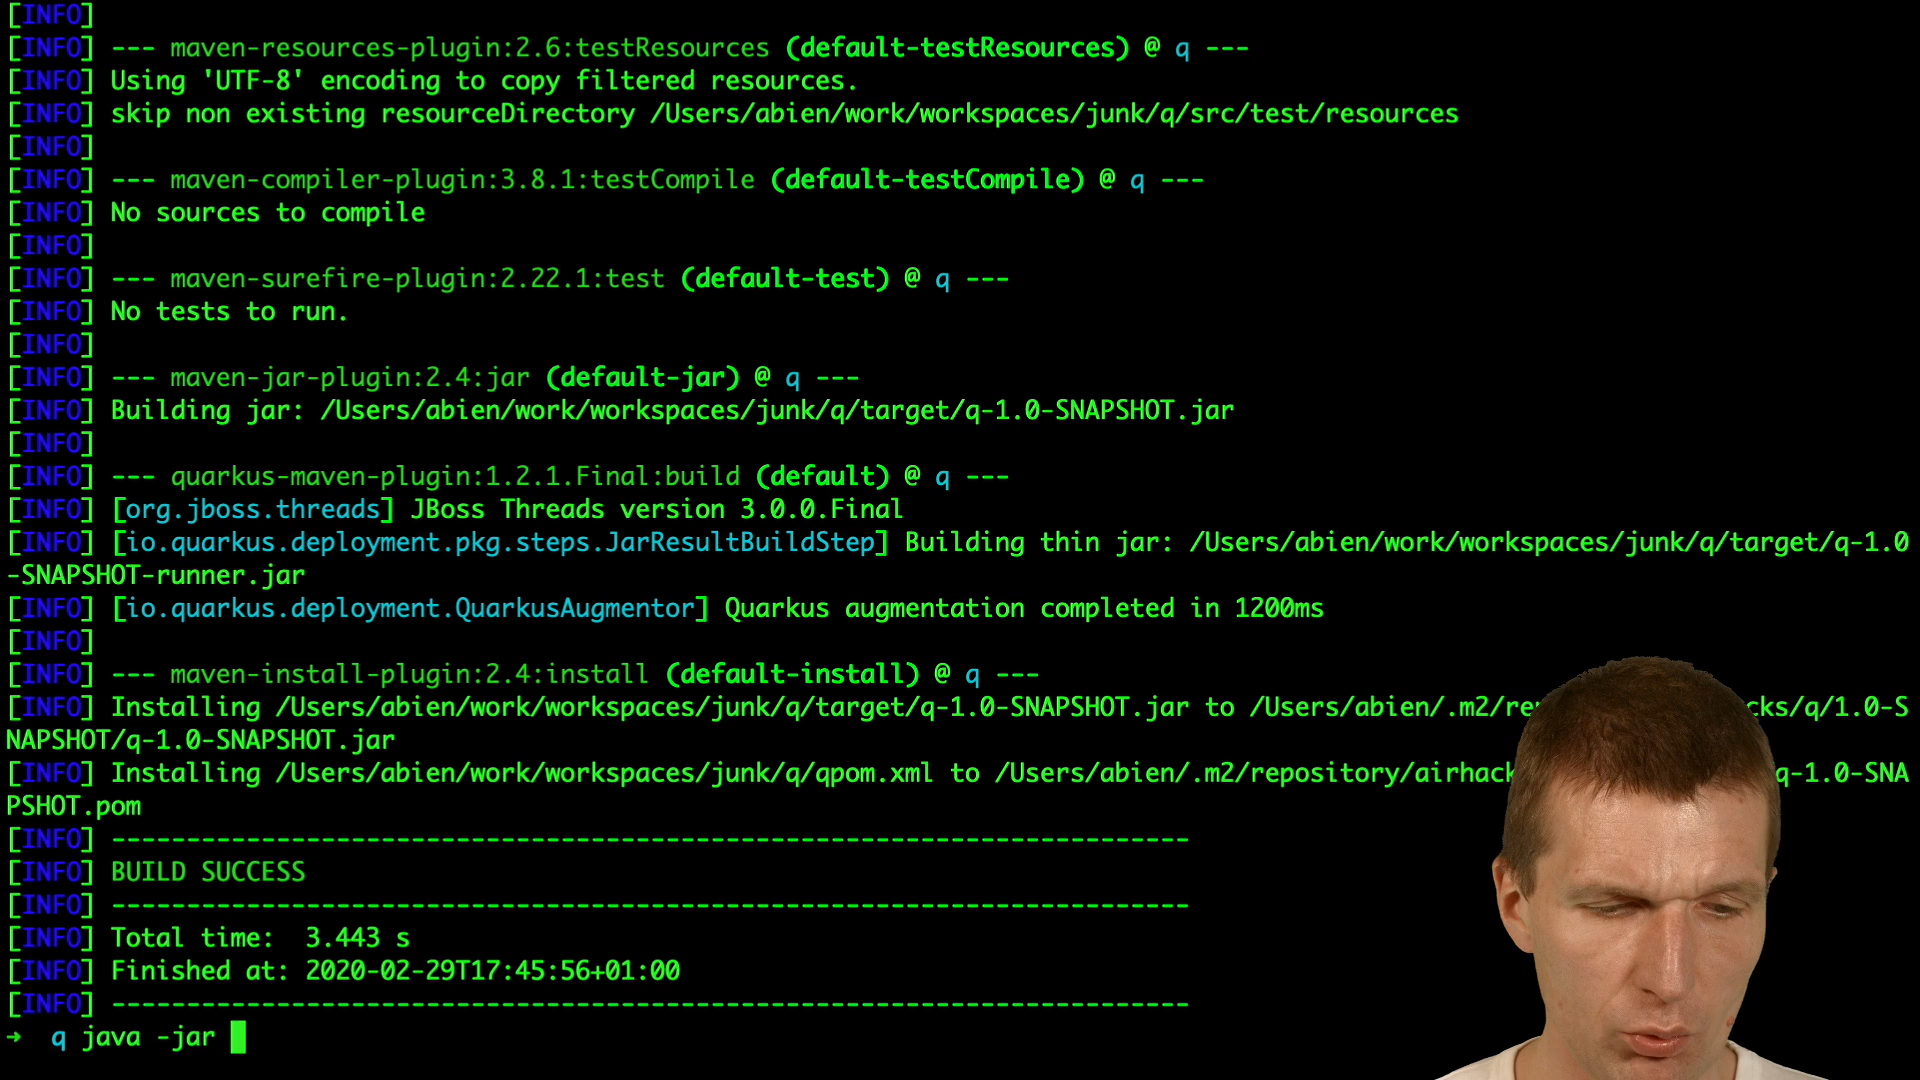 [INFO]
[INFO] --- maven-resources-plugin:2.6:testResources (default-testResources) @ q ---
[INFO] Using 'UTF-8' encoding to copy filtered resources.
[INFO] skip non existing resourceDirectory /Users/abien/work/workspaces/junk/q/src/test/resources
[INFO]
[INFO] --- maven-compiler-plugin:3.8.1:testCompile (default-testCompile) @ q ---
[INFO] No sources to compile
[INFO]
[INFO] --- maven-surefire-plugin:2.22.1:test (default-test) @ q ---
[INFO] No tests to run.
[INFO]
[INFO] --- maven-jar-plugin:2.4:jar (default-jar) @ q ---
[INFO] Building jar: /Users/abien/work/workspaces/junk/q/target/q-1.0-SNAPSHOT.jar
[INFO]
[INFO] --- quarkus-maven-plugin:1.2.1.Final:build (default) @ q ---
[INFO] [org.jboss.threads] JBoss Threads version 3.0.0.Final
[INFO] [io.quarkus.deployment.pkg.steps.JarResultBuildStep] Building thin jar: /Users/abien/work/workspaces/junk/q/target/q-1.0
-SNAPSHOT-runner.jar
[INFO] [io.quarkus.deployment.QuarkusAugmentor] Quarkus augmentation completed in 1200ms
[INFO]
[INFO] --- maven-install-plugin:2.4:install (default-install) @ q ---
[INFO] Installing /Users/abien/work/workspaces/junk/q/target/q-1.0-SNAPSHOT.jar to /Users/abien/.m2/re cks/q/1.0-S
NAPSHOT/q-1.0-SNAPSHOT.jar
[INFO] Installing /Users/abien/work/workspaces/junk/q/qpom.xml to /Users/abien/.m2/repository/airhac q-1.0-SNA
PSHOT.pom
[INFO] ------------------------------------------------------------------------
[INFO] BUILD SUCCESS
[INFO] ------------------------------------------------------------------------
[INFO] Total time:  3.443 s
[INFO] Finished at: 2020-02-29T17:45:56+01:00
[INFO] ------------------------------------------------------------------------
→ q java -jar